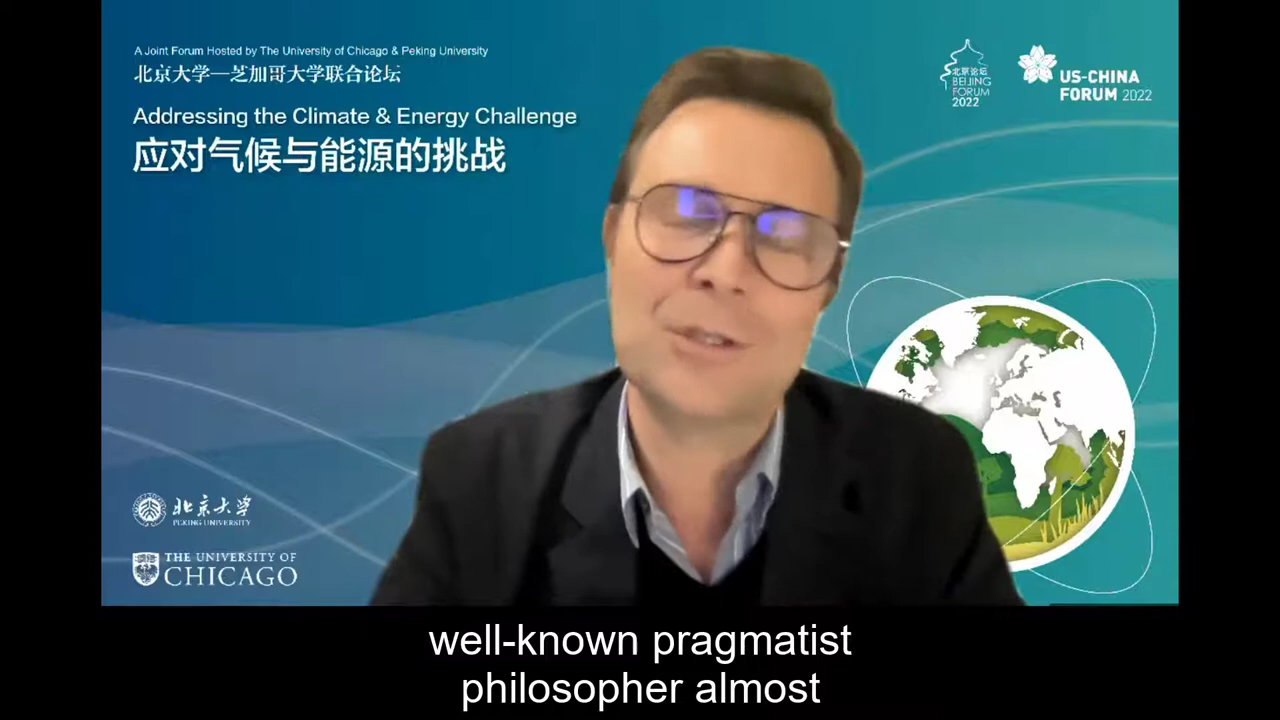 A Joint Forum Hosted by The University of Chicago & Peking University
北京大学—芝加哥大学联合论坛
Addressing the Climate & Energy Challenge
应对气候与能源的挑战
北京论坛
BEIJING
FORUM
2022
US-CHINA
FORUM 2022
北京大学
PEKING UNIVERSITY
THE UNIVERSITY OF
CHICAGO
well-known pragmatist
philosopher almost